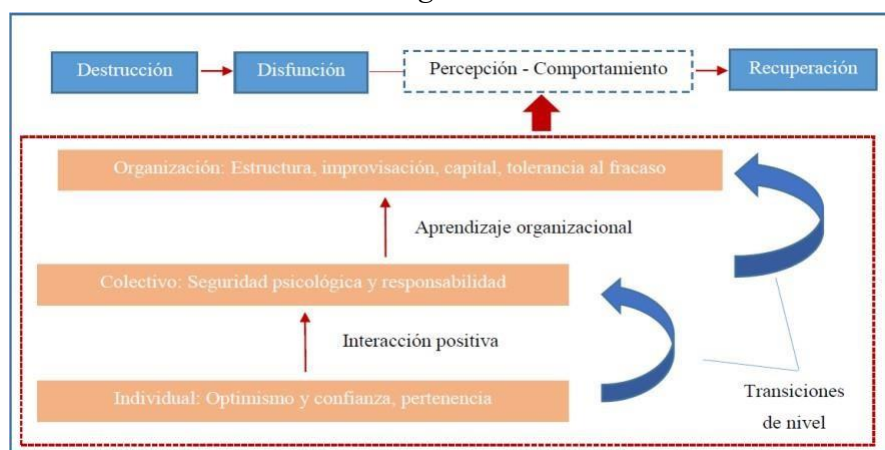 Destrucción
Disfunción
Percepción - Comportamiento
Recuperación
Organización: Estructura, improvisación, capital, tolerancia al fracaso
Aprendizaje organizacional
Colectivo: Seguridad psicológica y responsabilidad
Interacción positiva
Individual: Optimismo y confianza, pertenencia
Transiciones
de nivel